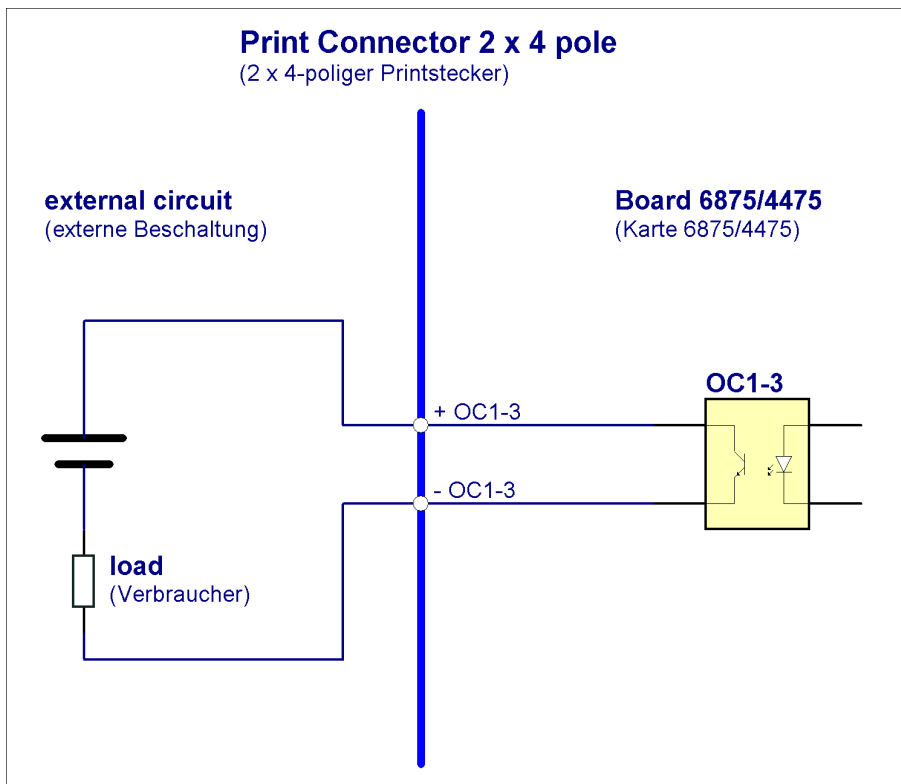 Print Connector 2 x 4 pole
(2 x 4-poliger Printstecker)
external circuit
(externe Beschaltung)
Board 6875/4475
(Karte 6875/4475)
OC1-3
+ OC1-3
- OC1-3
load
(Verbraucher)